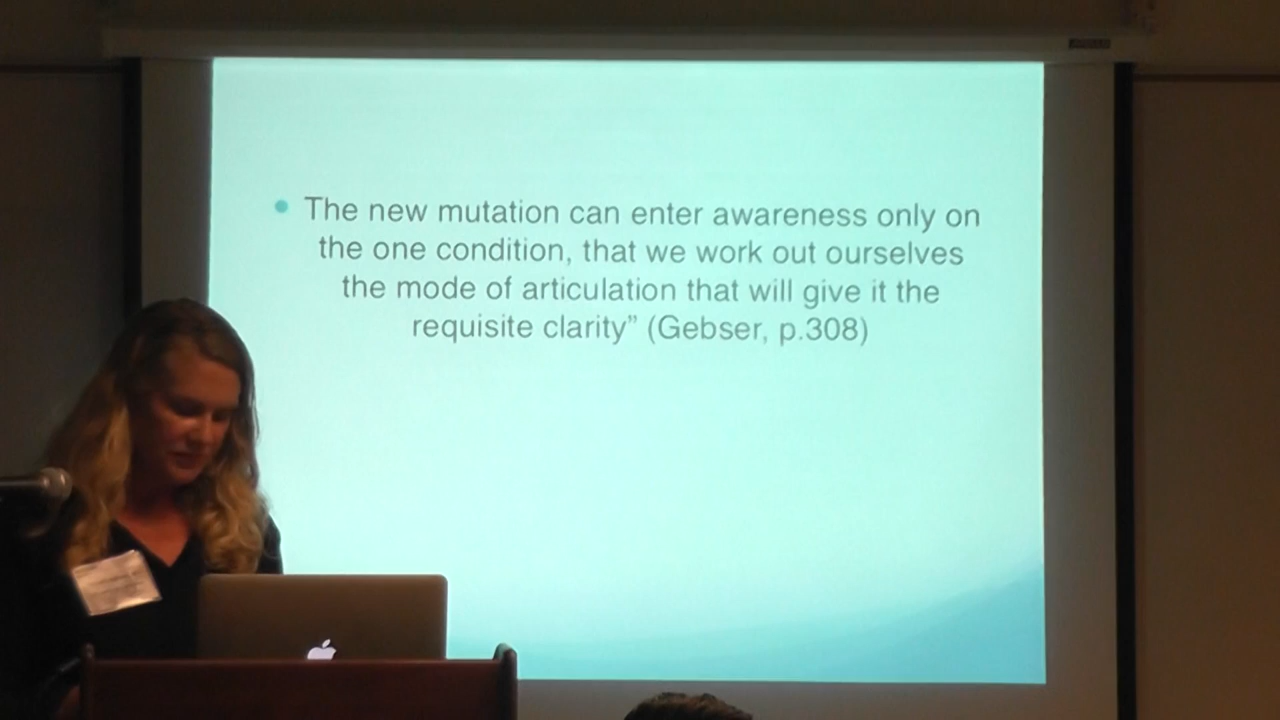 • The new mutation can enter awareness only on
the one condition, that we work out ourselves
the mode of articulation that will give it the
requisite clarity” (Gebser, p.308)